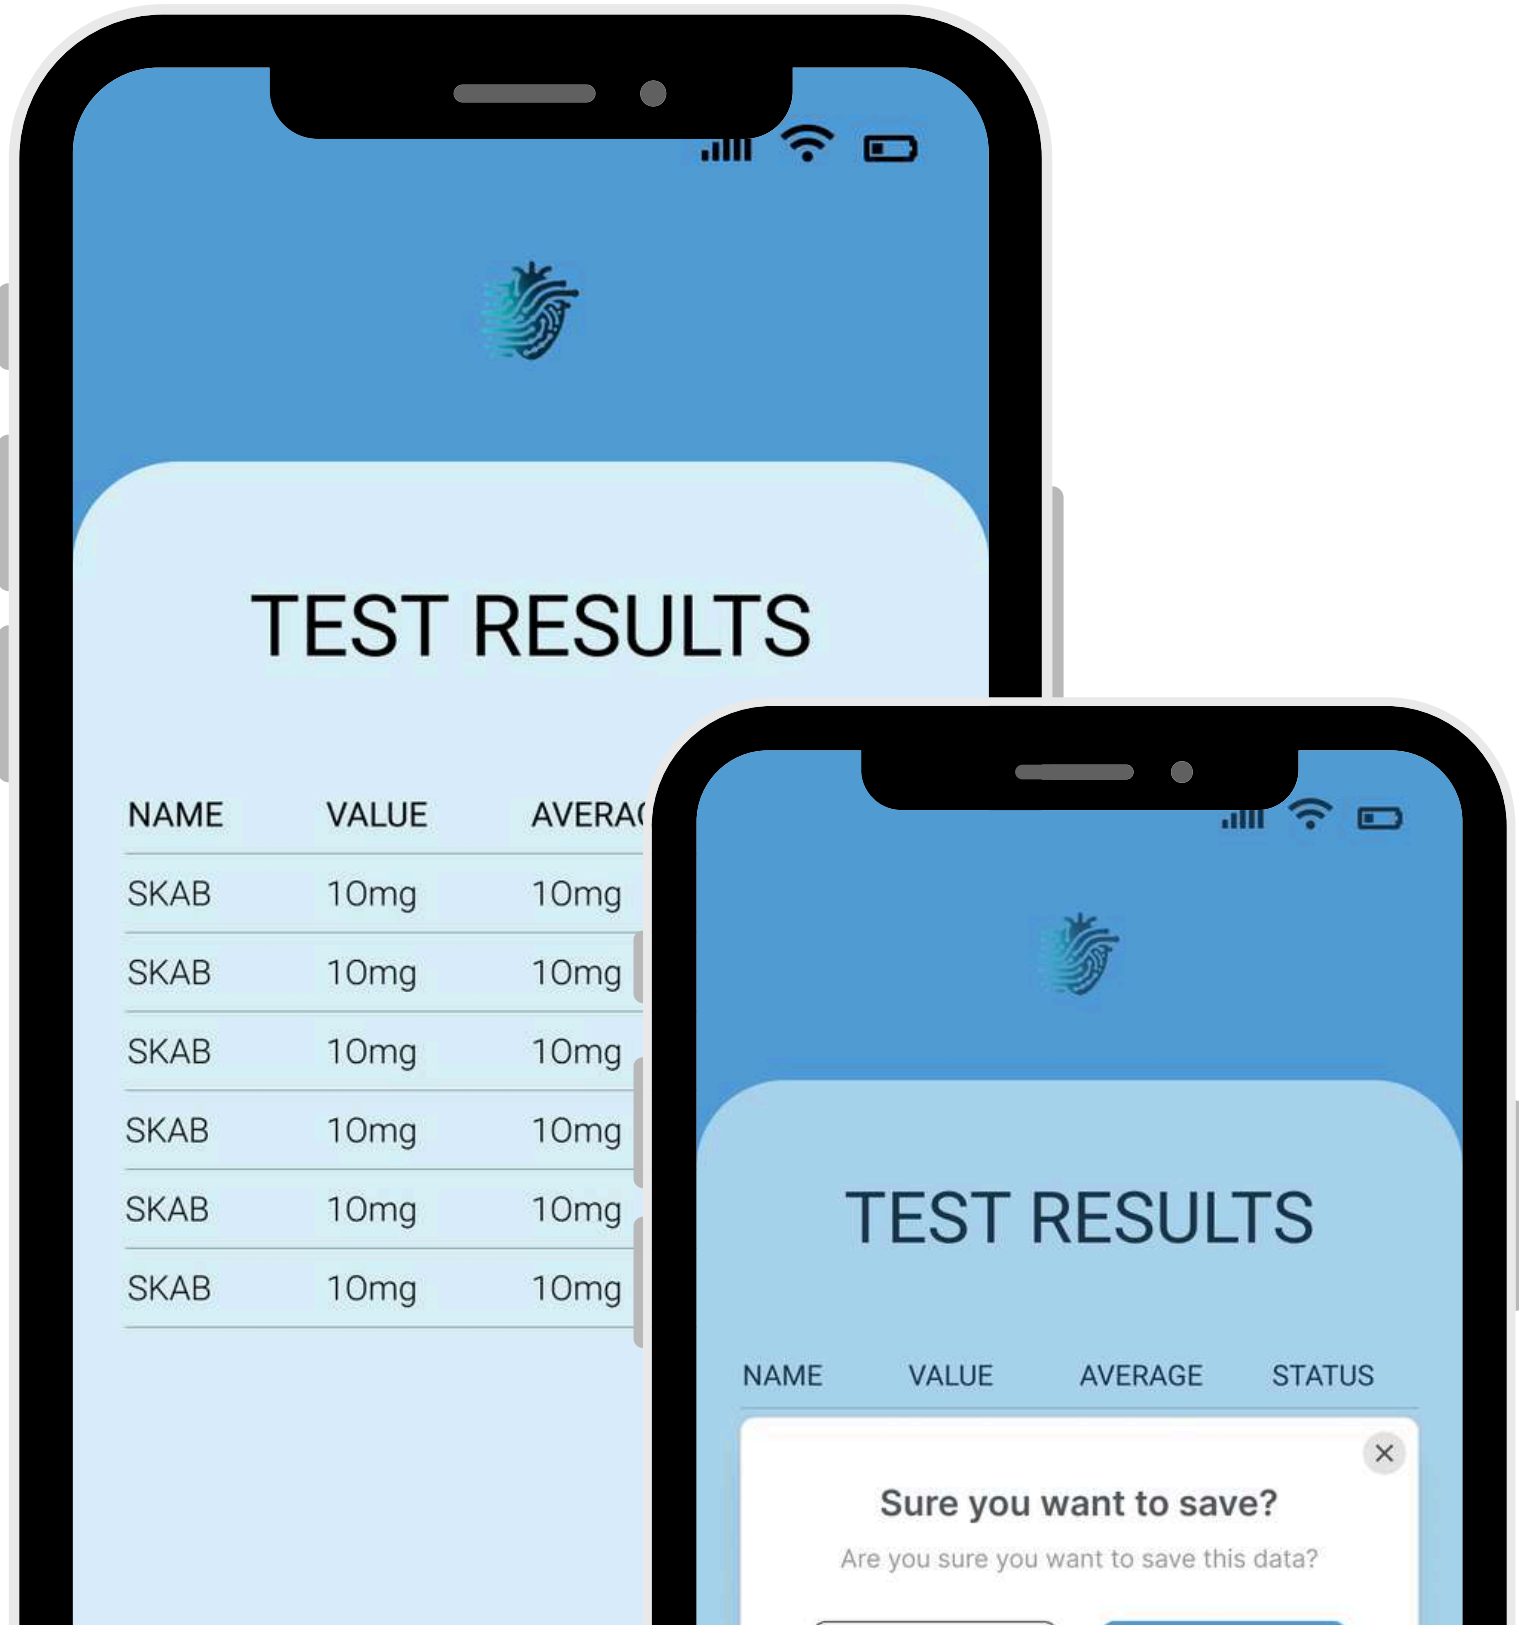 TEST RESULTS
NAME VALUE
SKAB 10mg 10mg
SKAB 10mg 10mg
SKAB 10mg 10mg
SKAB 10mg 10mg
SKAB 10mg 10mg
SKAB 10mg 10mg
TEST RESULTS
NAME VALUE AVERAGE STATUS
Sure you want to save?
Are you sure you want to save this data?